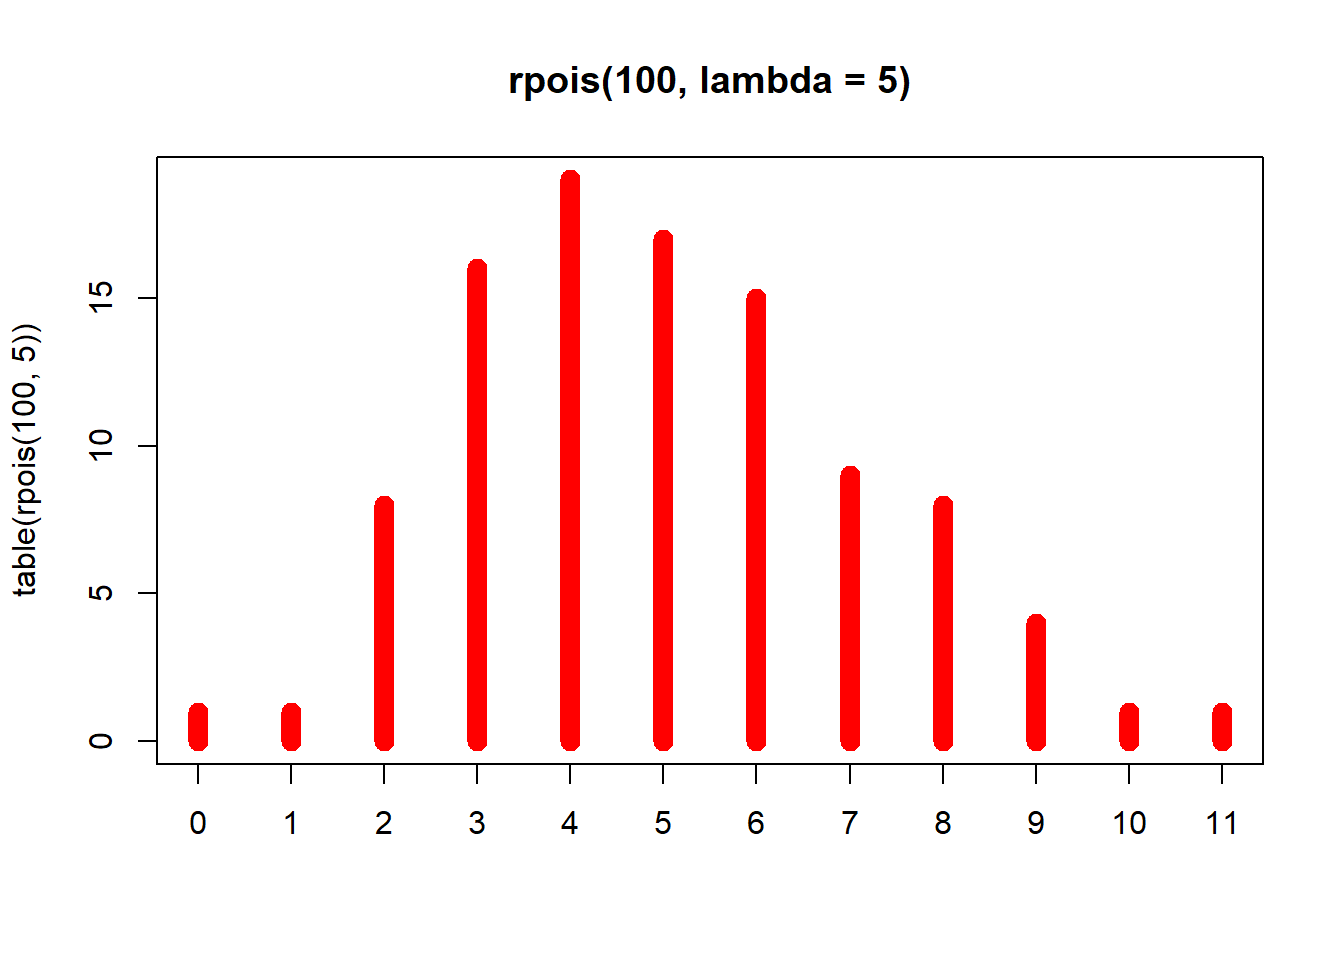 rpois(100, lambda = 5)
table(rpois(100, 5))
15
10
5
0
0 1 2 3 4 5 6 7 8 9 10 11